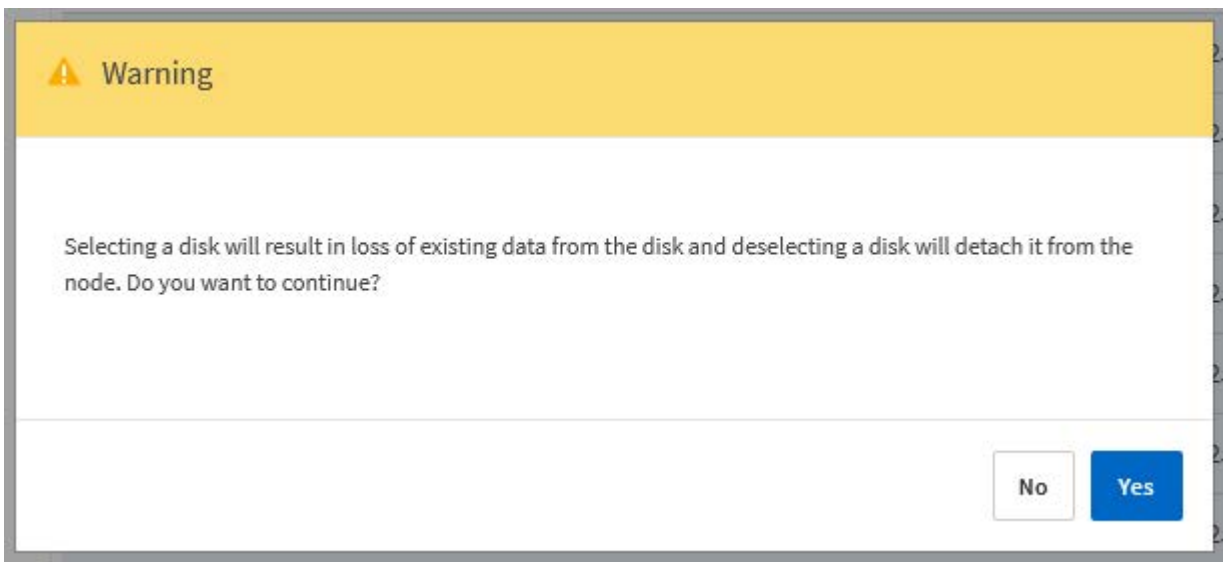 Warning
Selecting a disk will result in loss of existing data from the disk and deselecting a disk will detach it from the
node. Do you want to continue?
No
Yes